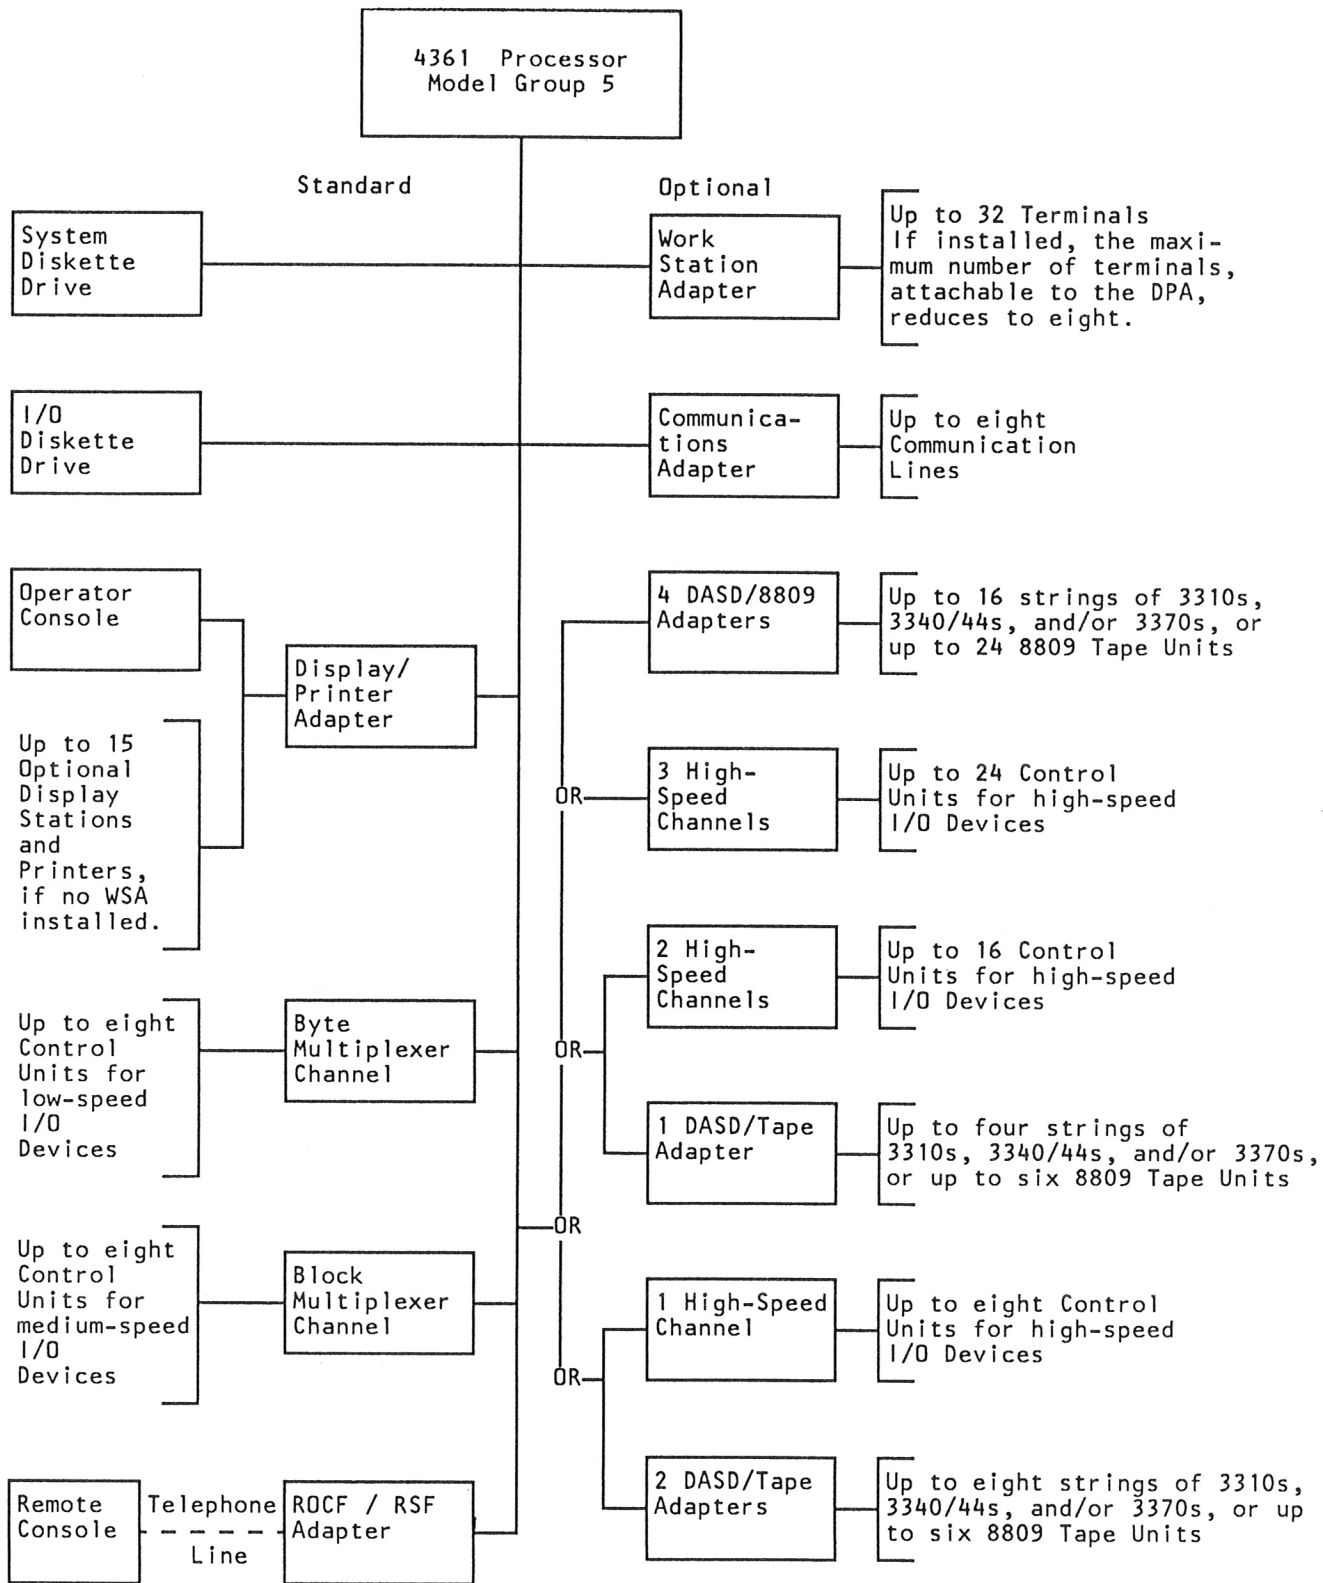 4361 Processor
Model Group 5
Standard
Optional
System
Diskette
Drive
Work
Station
Adapter
Up to 32 Terminals
If installed, the maxi-
mum number of terminals,
attachable to the DPA,
reduces to eight.
I/O
Diskette
Drive
Communica-
tions
Adapter
Up to eight
Communication
Lines
Operator
Console
Display/
Printer
Adapter
Up to 15
Optional
Display
Stations
and
Printers,
if no WSA
installed.
4 DASD/8809
Adapters
Up to 16 strings of 3310s,
3340/44s, and/or 3370s, or
up to 24 8809 Tape Units
OR
3 High-
Speed
Channels
Up to 24 Control
Units for high-speed
I/O Devices
2 High-
Speed
Channels
Up to 16 Control
Units for high-speed
I/O Devices
Up to eight
Control
Units for
low-speed
I/O
Devices
Byte
Multiplexer
Channel
OR
1 DASD/Tape
Adapter
Up to four strings of
3310s, 3340/44s, and/or 3370s,
or up to six 8809 Tape Units
OR
Up to eight
Control
Units for
medium-speed
I/O
Devices
Block
Multiplexer
Channel
1 High-Speed
Channel
Up to eight Control
Units for high-speed
I/O Devices
OR
2 DASD/Tape
Adapters
Up to eight strings of 3310s,
3340/44s, and/or 3370s, or up
to six 8809 Tape Units
Remote
Console
Telephone
Line
ROCF / RSF
Adapter